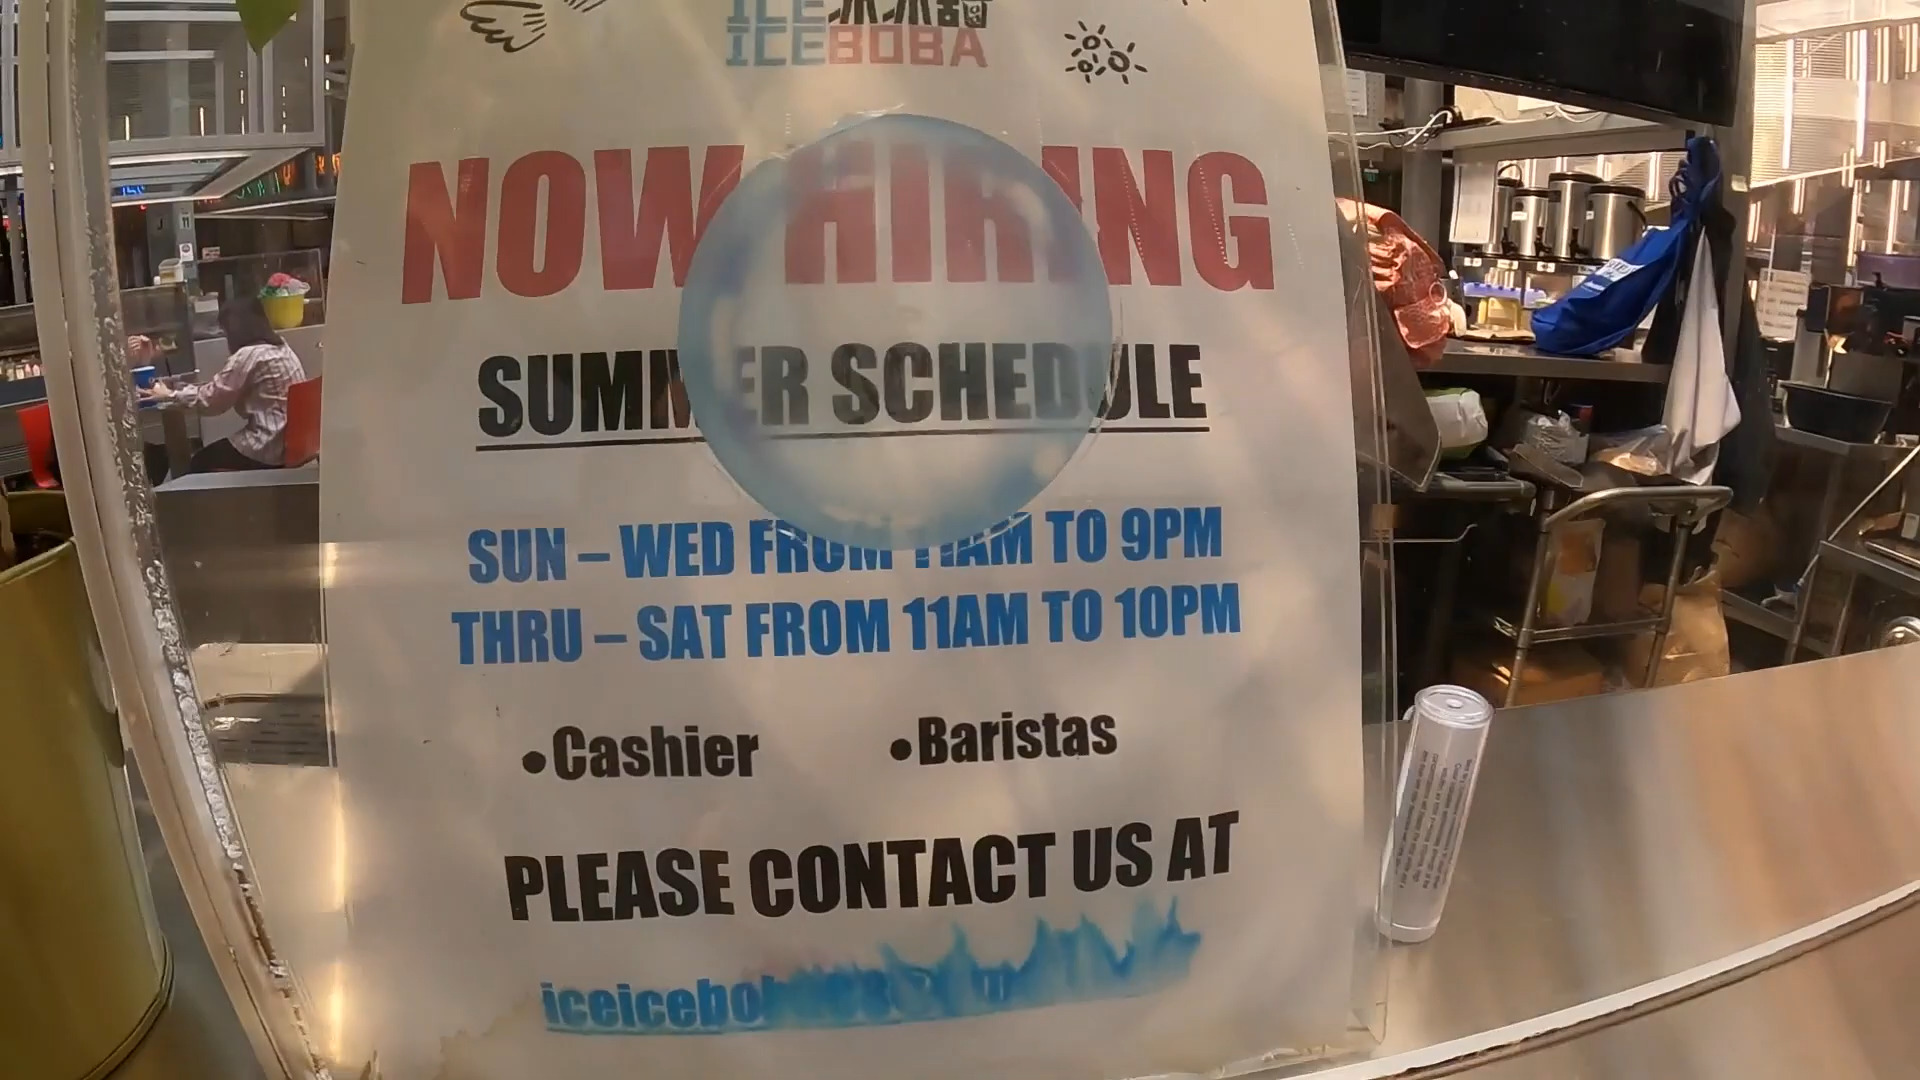 ICEBOBA
NOW HIRING
SUMMER SCHEDULE
SUN – WED FROM 11AM TO 9PM
THRU – SAT FROM 11AM TO 10PM
•Cashier •Baristas
PLEASE CONTACT US AT